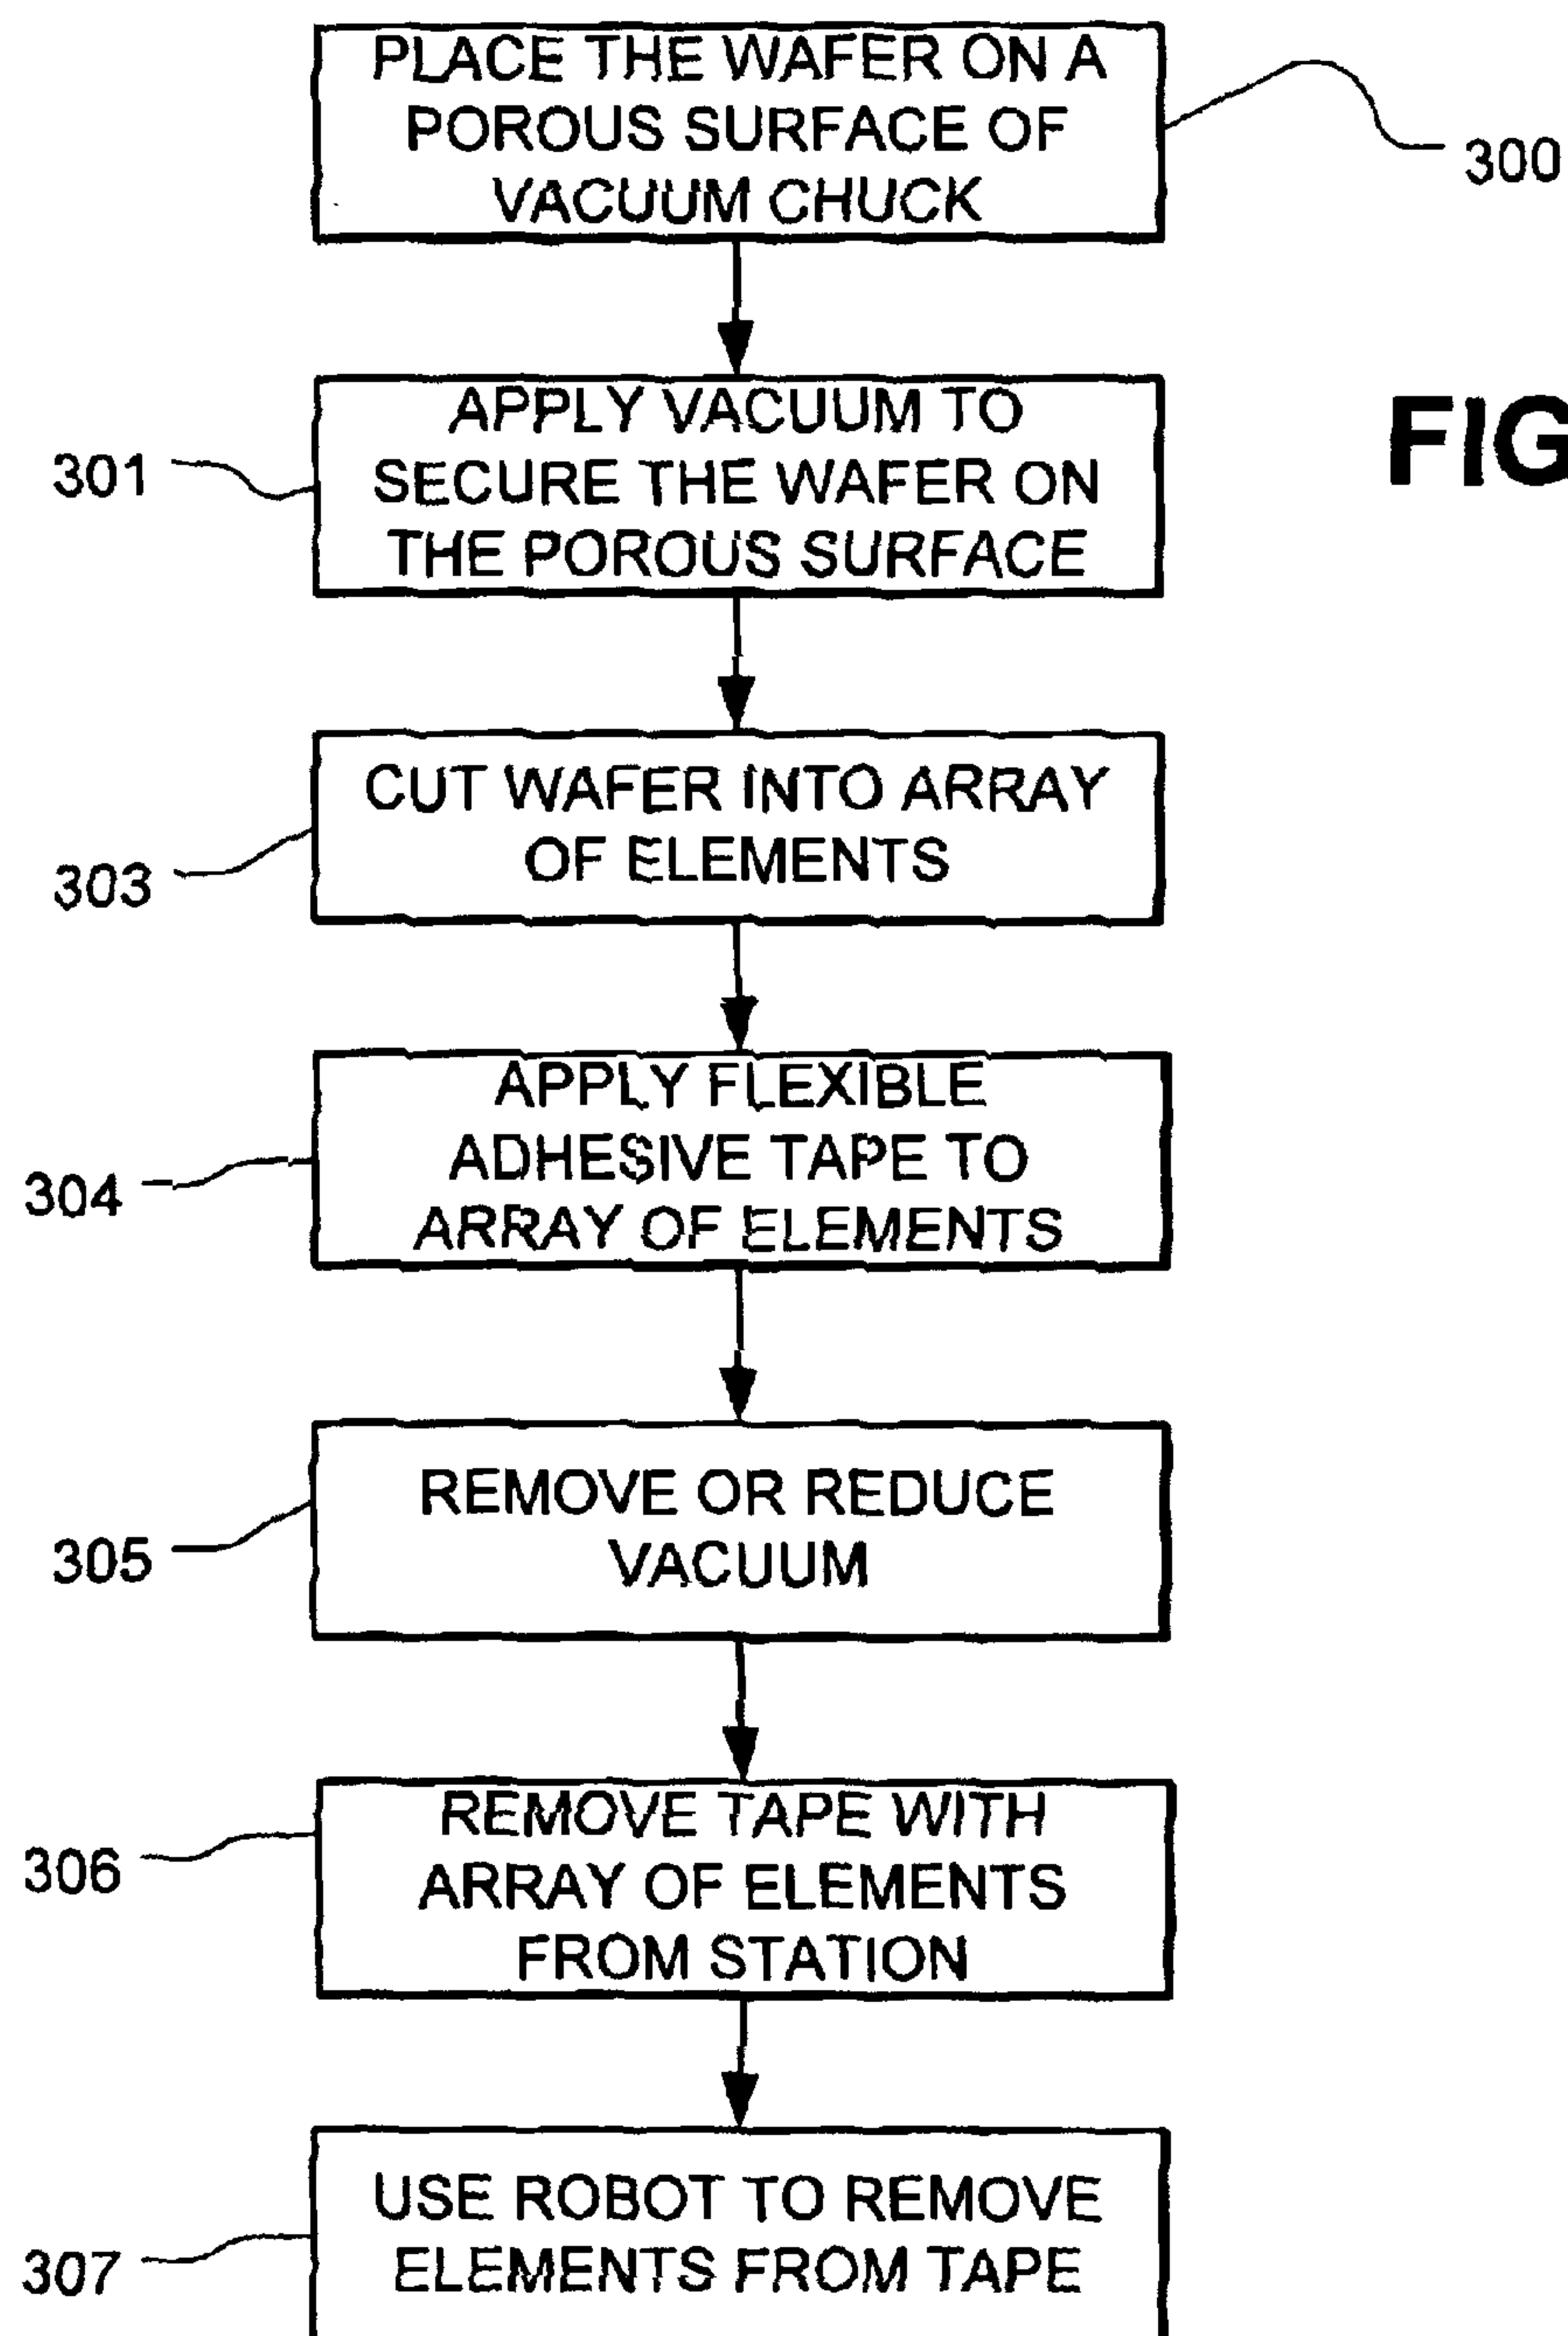 PLACE THE WAFER ON A
POROUS SURFACE OF
VACUUM CHUCK
300
APPLY VACUUM TO
SECURE THE WAFER ON
THE POROUS SURFACE
301
FIG
CUT WAFER INTO ARRAY
OF ELEMENTS
303
APPLY FLEXIBLE
ADHESIVE TAPE TO
ARRAY OF ELEMENTS
304
REMOVE OR REDUCE
VACUUM
305
REMOVE TAPE WITH
ARRAY OF ELEMENTS
FROM STATION
306
USE ROBOT TO REMOVE
ELEMENTS FROM TAPE
307